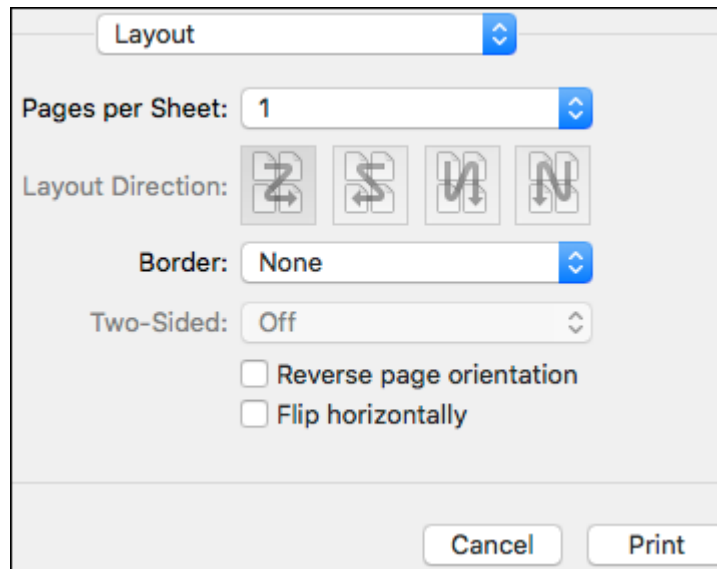 Layout
Pages per Sheet: 1
Layout Direction:
Border: None
Two-Sided: Off
Reverse page orientation
Flip horizontally
Cancel Print